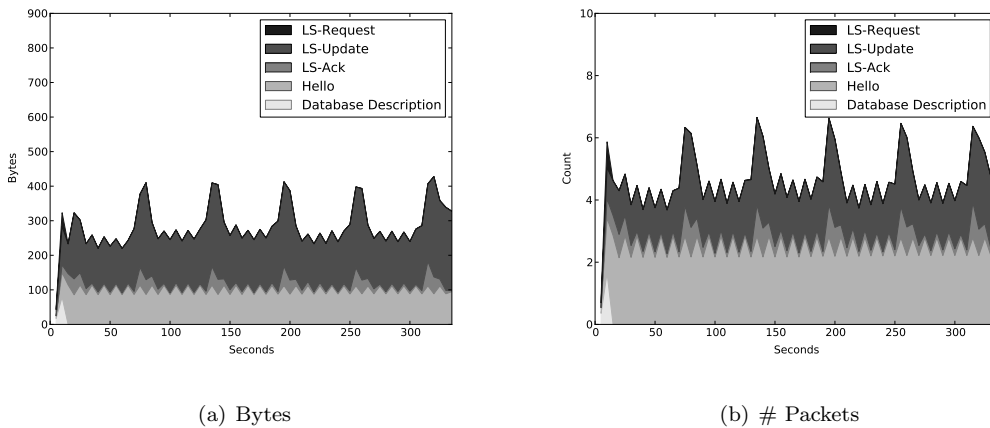 900
800
700
600
500
400
300
200
100
0
Bytes
0 50 100 150 200 250 300
Seconds
LS-Request
LS-Update
LS-Ack
Hello
Database Description
(a) Bytes
10
8
6
4
2
0
Count
0 50 100 150 200 250 300
Seconds
LS-Request
LS-Update
LS-Ack
Hello
Database Description
(b) # Packets